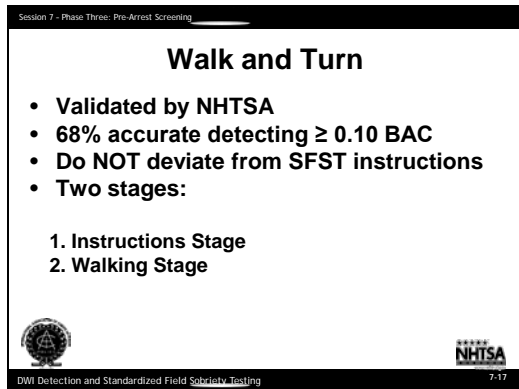 Session 7 - Phase Three: Pre-Arrest Screening
Walk and Turn
• Validated by NHTSA
• 68% accurate detecting ≥ 0.10 BAC
• Do NOT deviate from SFST instructions
• Two stages:
1. Instructions Stage
2. Walking Stage
NHTSA
DWI Detection and Standardized Field Sobriety Testing
7-17